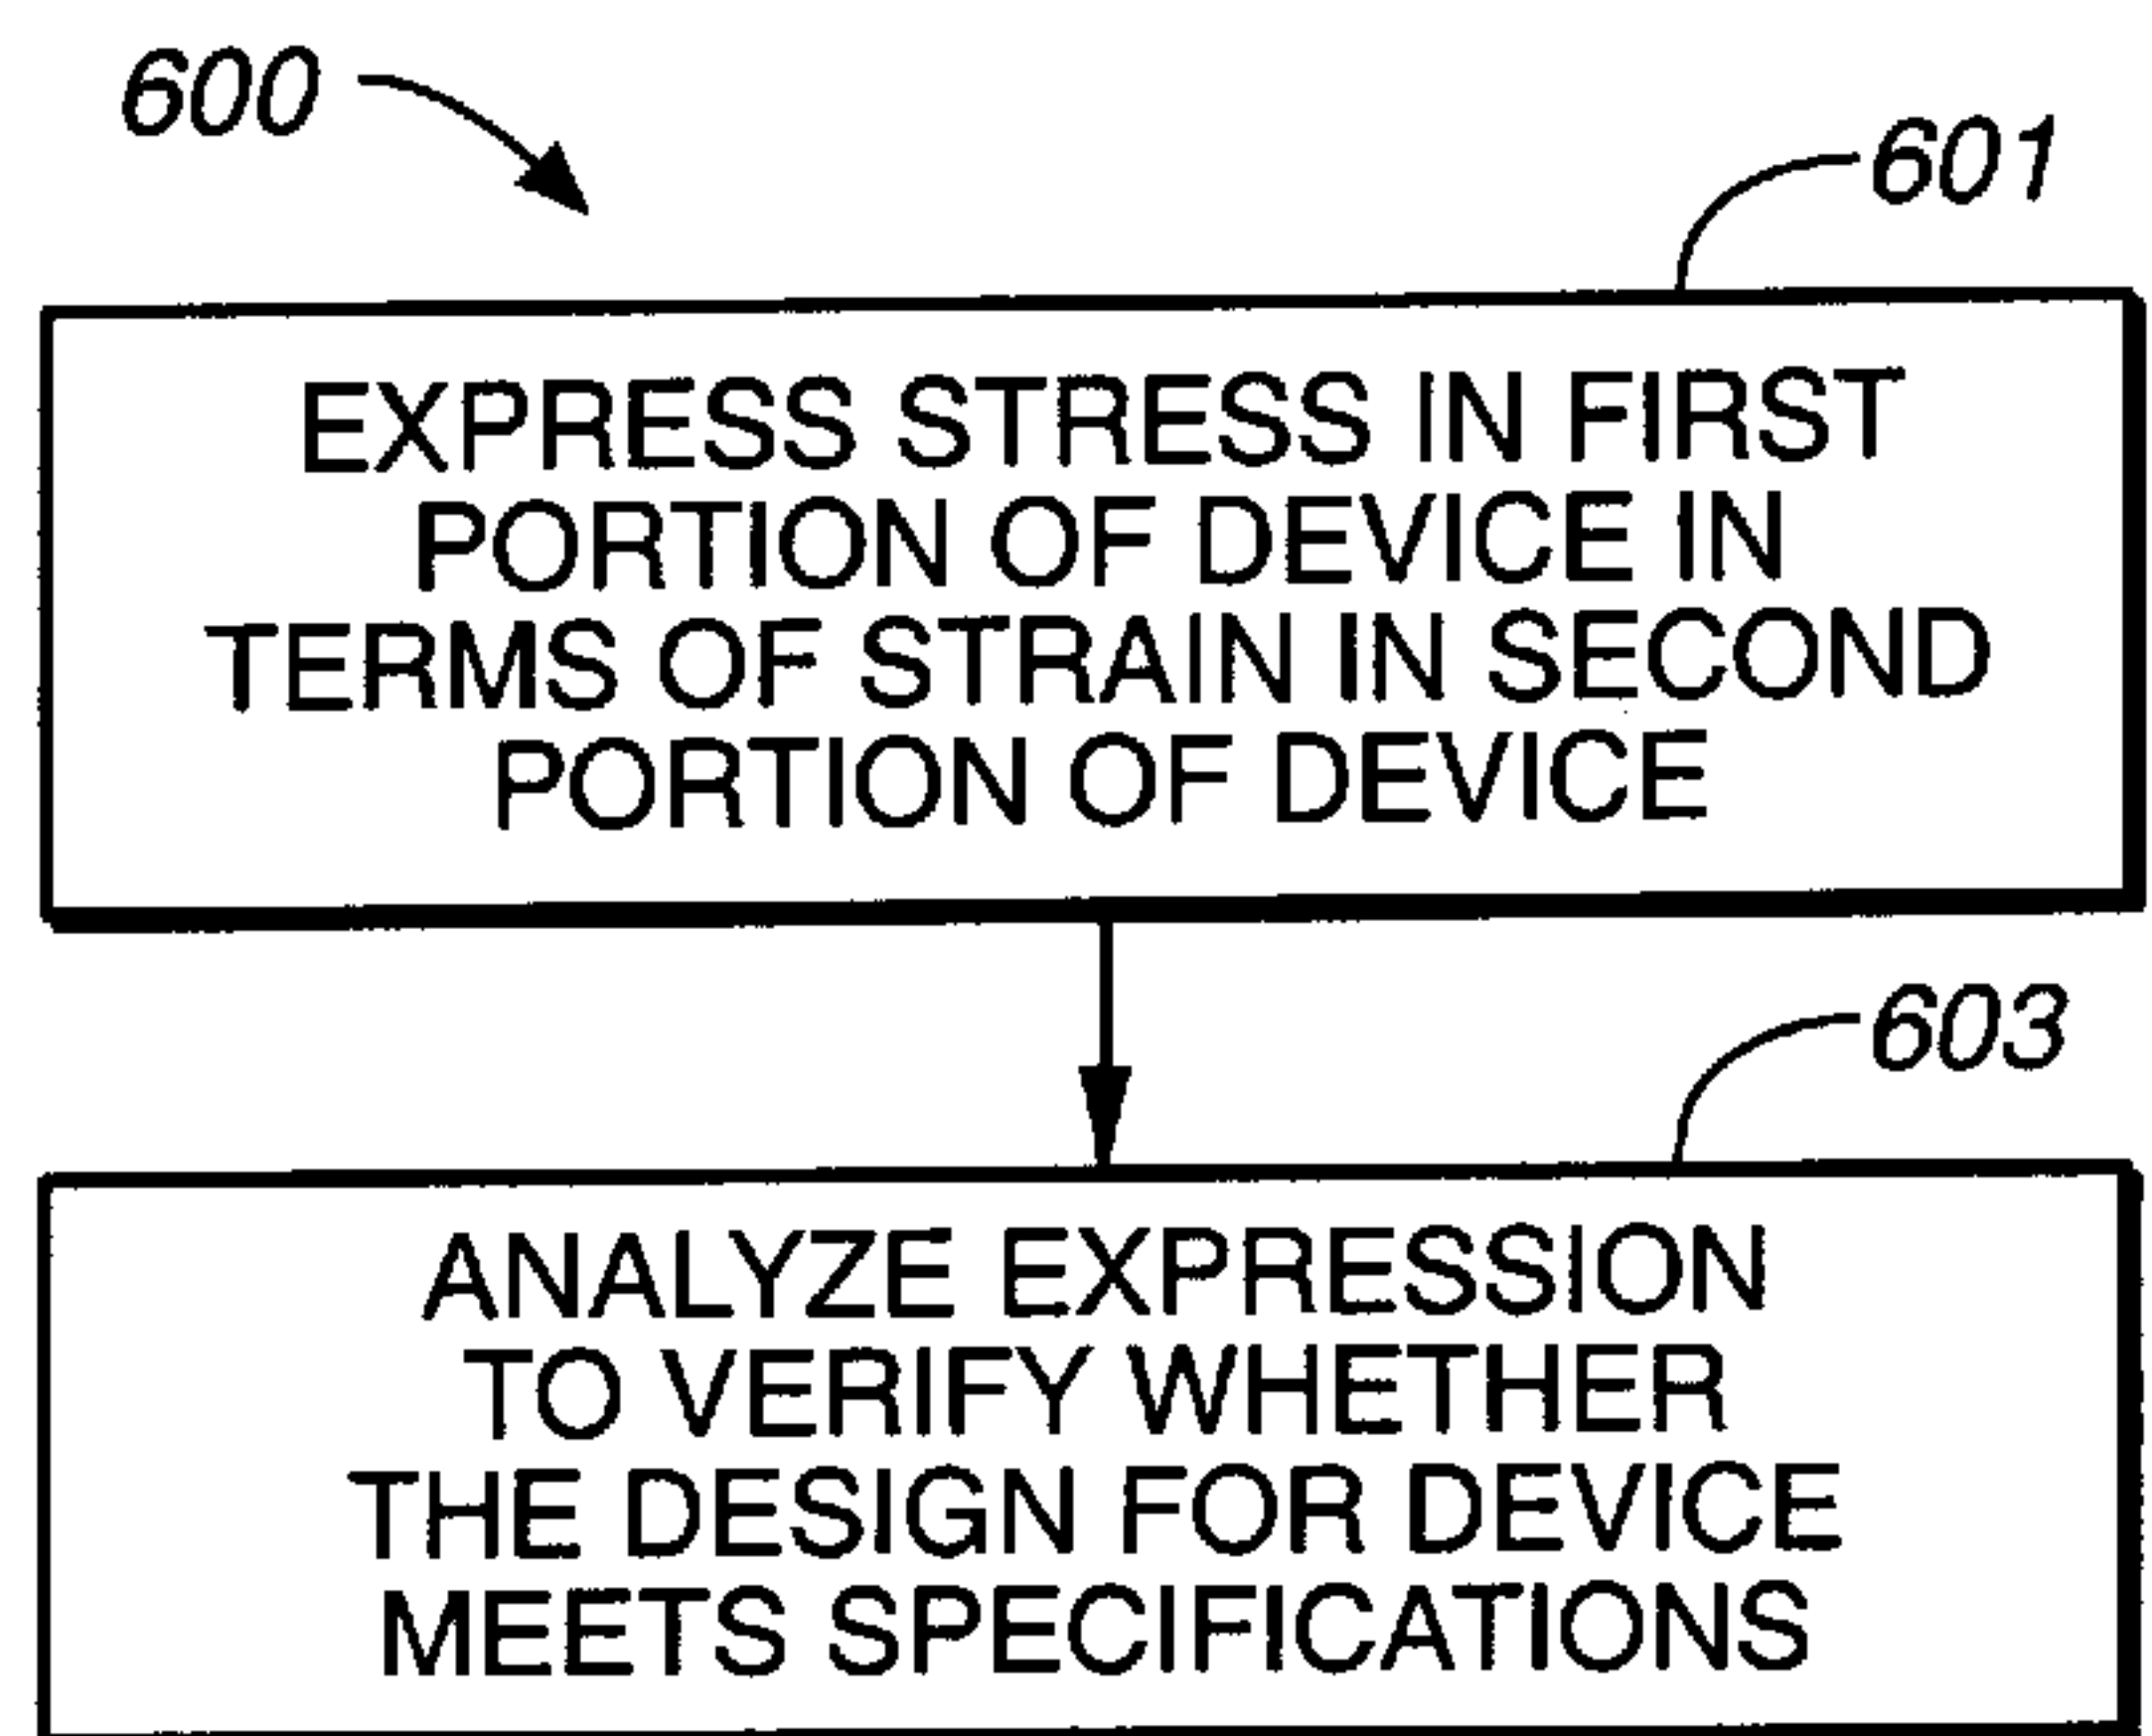 600
601
EXPRESS STRESS IN FIRST
PORTION OF DEVICE IN
TERMS OF STRAIN IN SECOND
PORTION OF DEVICE
603
ANALYZE EXPRESSION
TO VERIFY WHETHER
THE DESIGN FOR DEVICE
MEETS SPECIFICATIONS